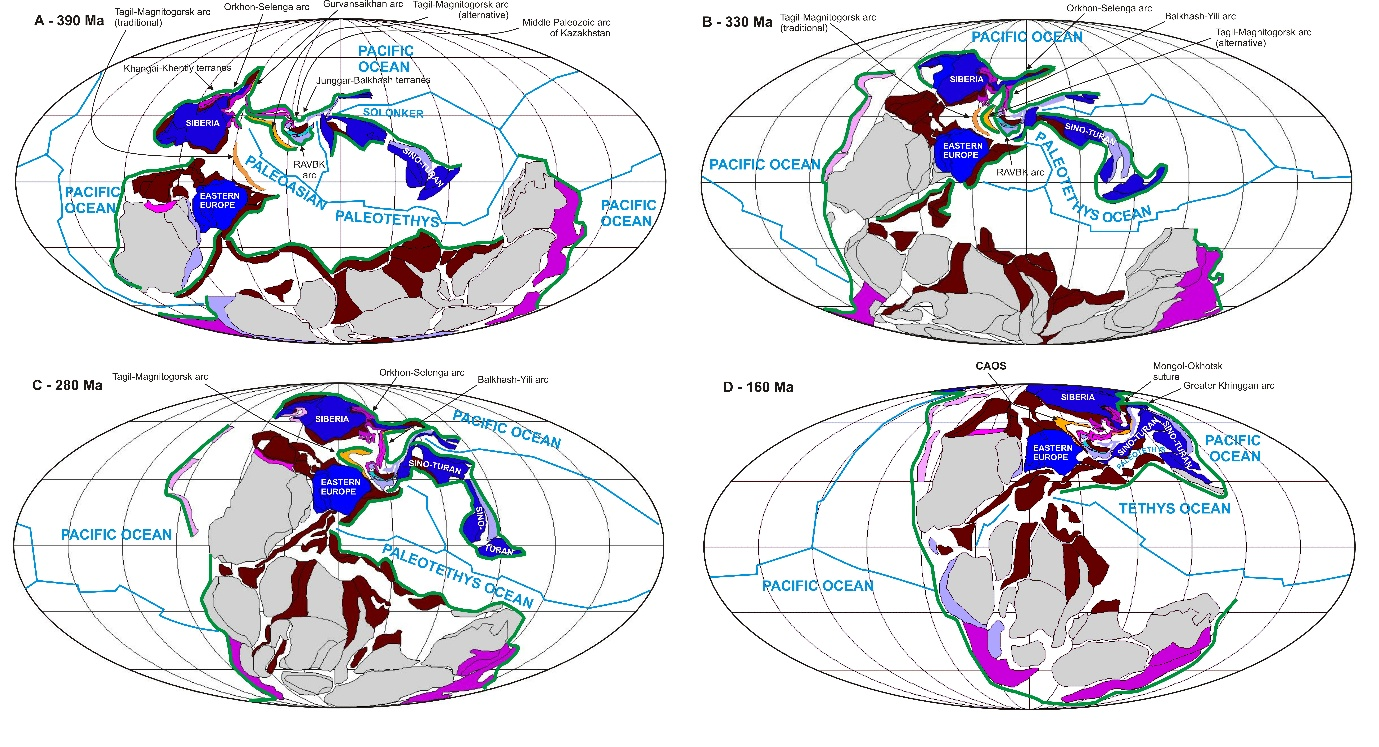 A - 390 Ma
Tagil-Magnitogorsk arc
(traditional)
Orkhon-Selenga arc
Gurvansaikhan arc
Tagil-Magnitogorsk arc
(alternative)
Middle Paleozoic arc
of Kazakhstan
PACIFIC
OCEAN
Khangai-Khentiy terranes
Junggar-Balkhash terranes
SIBERIA
SOLONKER
SINO-TURAN
RAVBK
arc
PALEOASIAN
PALEOTETHYS
EASTERN
EUROPE
PACIFIC
OCEAN
PACIFIC
OCEAN
B - 330 Ma
Tagil-Magnitogorsk arc
(traditional)
Orkhon-Selenga arc
Balkhash-Yili arc
Tagil-Magnitogorsk arc
(alternative)
PACIFIC OCEAN
SIBERIA
SINO-TURAN
EASTERN
EUROPE
RAVBK arc
PACIFIC OCEAN
PALEOTETHYS OCEAN
C - 280 Ma
Tagil-Magnitogorsk arc
Orkhon-Selenga arc
Balkhash-Yili arc
SIBERIA
PACIFIC OCEAN
SINO-TURAN
EASTERN
EUROPE
SINO-
TURAN
PACIFIC OCEAN
PALEOTETHYS OCEAN
D - 160 Ma
CAOS
Mongol-Okhotsk
suture
Greater Khinggan arc
SIBERIA
SINO-TURAN
SINO-TURAN
EASTERN
EUROPE
PALEOTETHYS
PACIFIC
OCEAN
TETHYS OCEAN
PACIFIC OCEAN